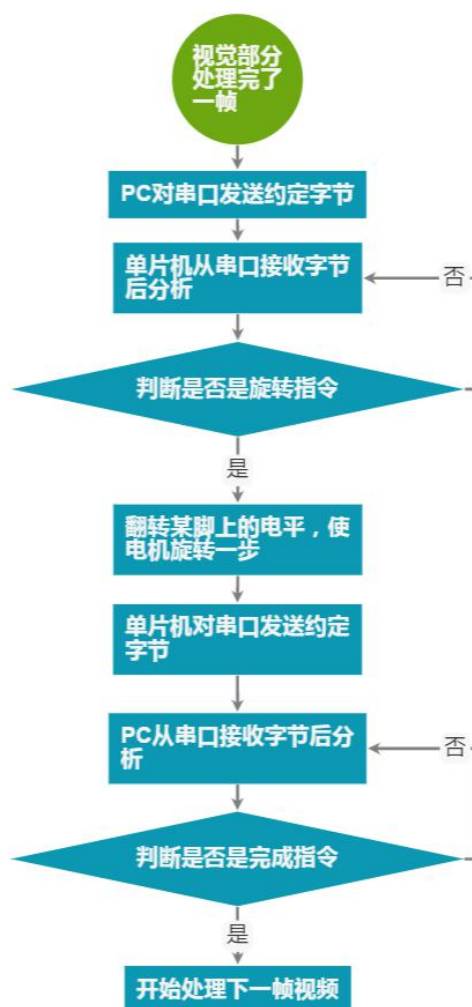 视觉部分
处理完了
一帧
PC对串口发送约定字节
单片机从串口接收字节
后分析
否
判断是否是旋转指令
是
翻转某脚上的电平，使
电机旋转一步
单片机对串口发送约定
字节
PC从串口接收字节后分
析
否
判断是否是完成指令
是
开始处理下一帧视频